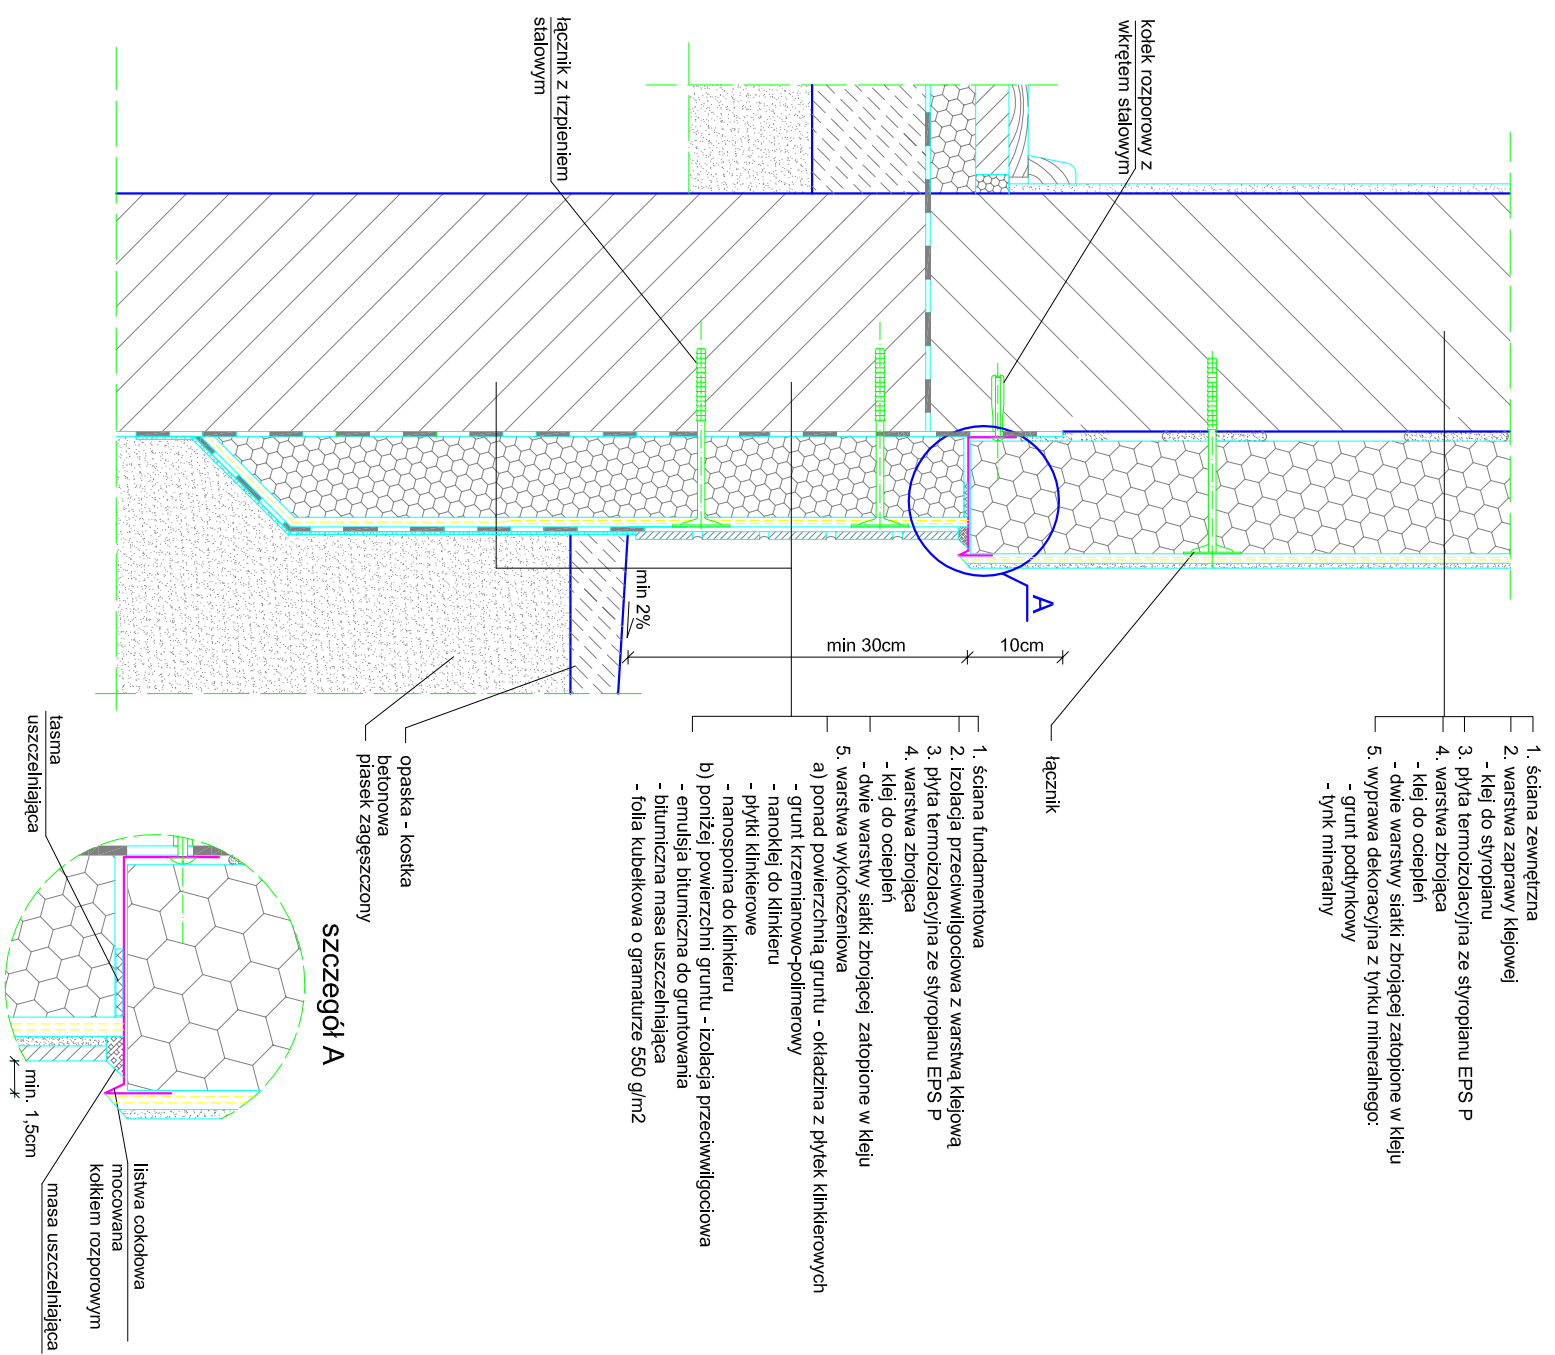 1. ściana zewnętrzna
2. warstwa zaprawy klejowej
- klej do styropianu
3. płyta termoizolacyjna ze styropianu EPS P
4. warstwa zbrojąca
- klej do ociepleń
- dwie warstwy siatki zbrojącej zatopione w kleju
5. wyprawa dekoracyjna z tynku mineralnego:
- grunt podtynkowy
- tynk mineralny
kołek rozporowy z
wkrętem stalowym
łącznik
10cm
A
min 30cm
1. ściana fundamentowa
2. izolacja przeciwwilgociowa z warstwą klejową
3. płyta termoizolacyjna ze styropianu EPS P
4. warstwa zbrojąca
- klej do ociepleń
- dwie warstwy siatki zbrojącej zatopione w kleju
5. warstwa wykończeniowa
a) ponad powierzchnią gruntu - okładzina z płytek klinkierowych
- grunt krzemianowo-polimerowy
- nanoklej do klinkieru
- płytki klinkierowe
- nanospoina do klinkieru
b) poniżej powierzchni gruntu - izolacja przeciwwilgociowa
- emulsja bitumiczna do gruntowania
- bitumiczna masa uszczelniająca
- folia kubełkowa o gramaturze 550 g/m2
łącznik z trzpieniem
stalowym
min 2%
opaska - kostka
betonowa
piasek zagęszczony
szczegół A
tasma
uszczelniająca
min. 1,5cm
listwa cokołowa
mocowana
kołkiem rozporowym
masa uszczelniająca